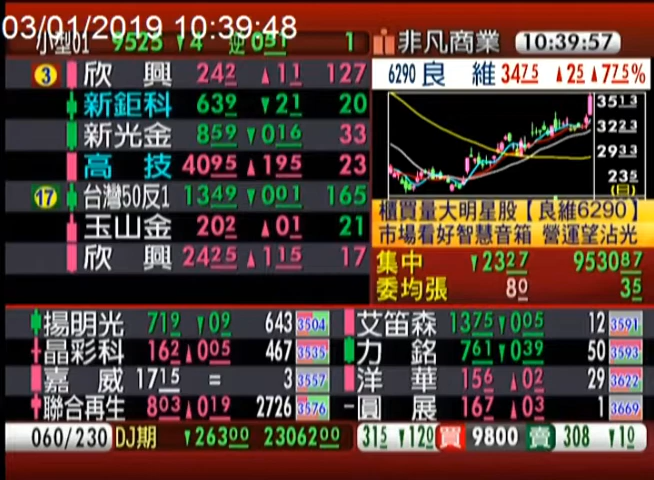 03/01/2019 10:39:48
小型01 9525 ▼4 逆031 1
3 欣興 242 ▲11 127
新鉅科 639 ▼21 20
新光金 859 ▼016 33
高技 4095 ▲195 23
17 台灣50反1 1349 ▼001 165
玉山金 202 ▲01 21
欣興 2425 ▲115 17
非凡商業 10:39:57
6290 良維 3475 ▲25 ▲775%
3513
3223
2933
235
(日)
櫃買量大明星股【良維6290】
市場看好智慧音箱 營運望沾光
集中 ▼2327 953087
委均張 80 35
揚明光 719 ▼09 643 3504 艾笛森 1375 ▼005 12 3591
晶彩科 162 ▲005 467 3535 力銘 761 ▼039 50 3593
嘉威 1715 = 3 3557 洋華 156 ▲02 29 3622
聯合再生 803 ▲019 2726 3576 圓展 167 ▲03 1 3669
060/230 DJ期 ▼26300 2306200 315 ▼120 買 9800 賣 308 ▼10